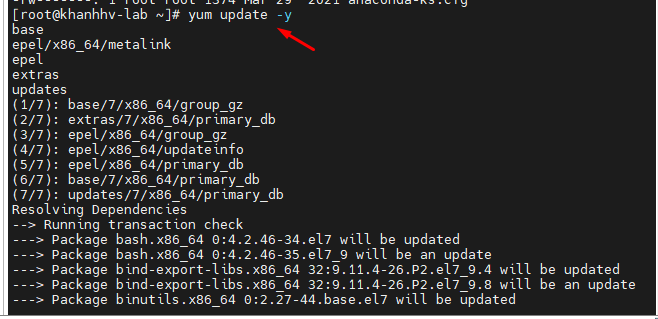 -rw-------. 1 root root 1374 Mar 29  2021 anaconda-ks.cfg
[root@khanhhv-lab ~]# yum update -y
base
epel/x86_64/metalink
epel
extras
updates
(1/7): base/7/x86_64/group_gz
(2/7): extras/7/x86_64/primary_db
(3/7): epel/x86_64/group_gz
(4/7): epel/x86_64/updateinfo
(5/7): epel/x86_64/primary_db
(6/7): base/7/x86_64/primary_db
(7/7): updates/7/x86_64/primary_db
Resolving Dependencies
--> Running transaction check
---> Package bash.x86_64 0:4.2.46-34.el7 will be updated
---> Package bash.x86_64 0:4.2.46-35.el7_9 will be an update
---> Package bind-export-libs.x86_64 32:9.11.4-26.P2.el7_9.4 will be updated
---> Package bind-export-libs.x86_64 32:9.11.4-26.P2.el7_9.8 will be an update
---> Package binutils.x86_64 0:2.27-44.base.el7 will be updated